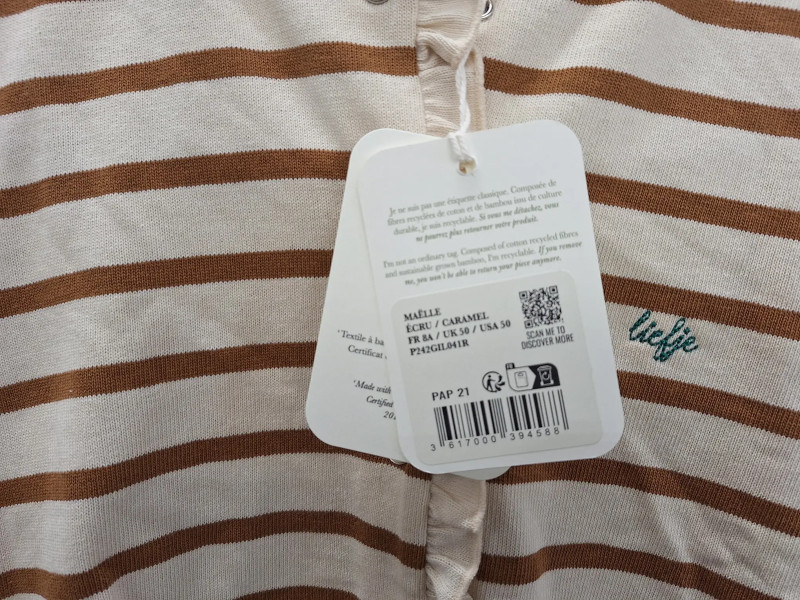 Je ne suis pas une étiquette classique. Composée de
fibres recyclées de coton et de bambou issu de culture
durable, je suis recyclable. Si vous me détachez, vous
ne pourrez plus retourner votre produit.
I'm not an ordinary tag. Composed of cotton recycled fibres
and sustainable grown bamboo, I'm recyclable. If you remove
me, you won't be able to return your piece anymore.
MAËLLE
ÉCRU / CARAMEL
FR 8A / UK 50 / USA 50
P242GIL041R
SCAN ME TO
DISCOVER MORE
PAP 21
3 617000 394588
"Textile à ba
Certificat
"Made with
Certified
20
liefje